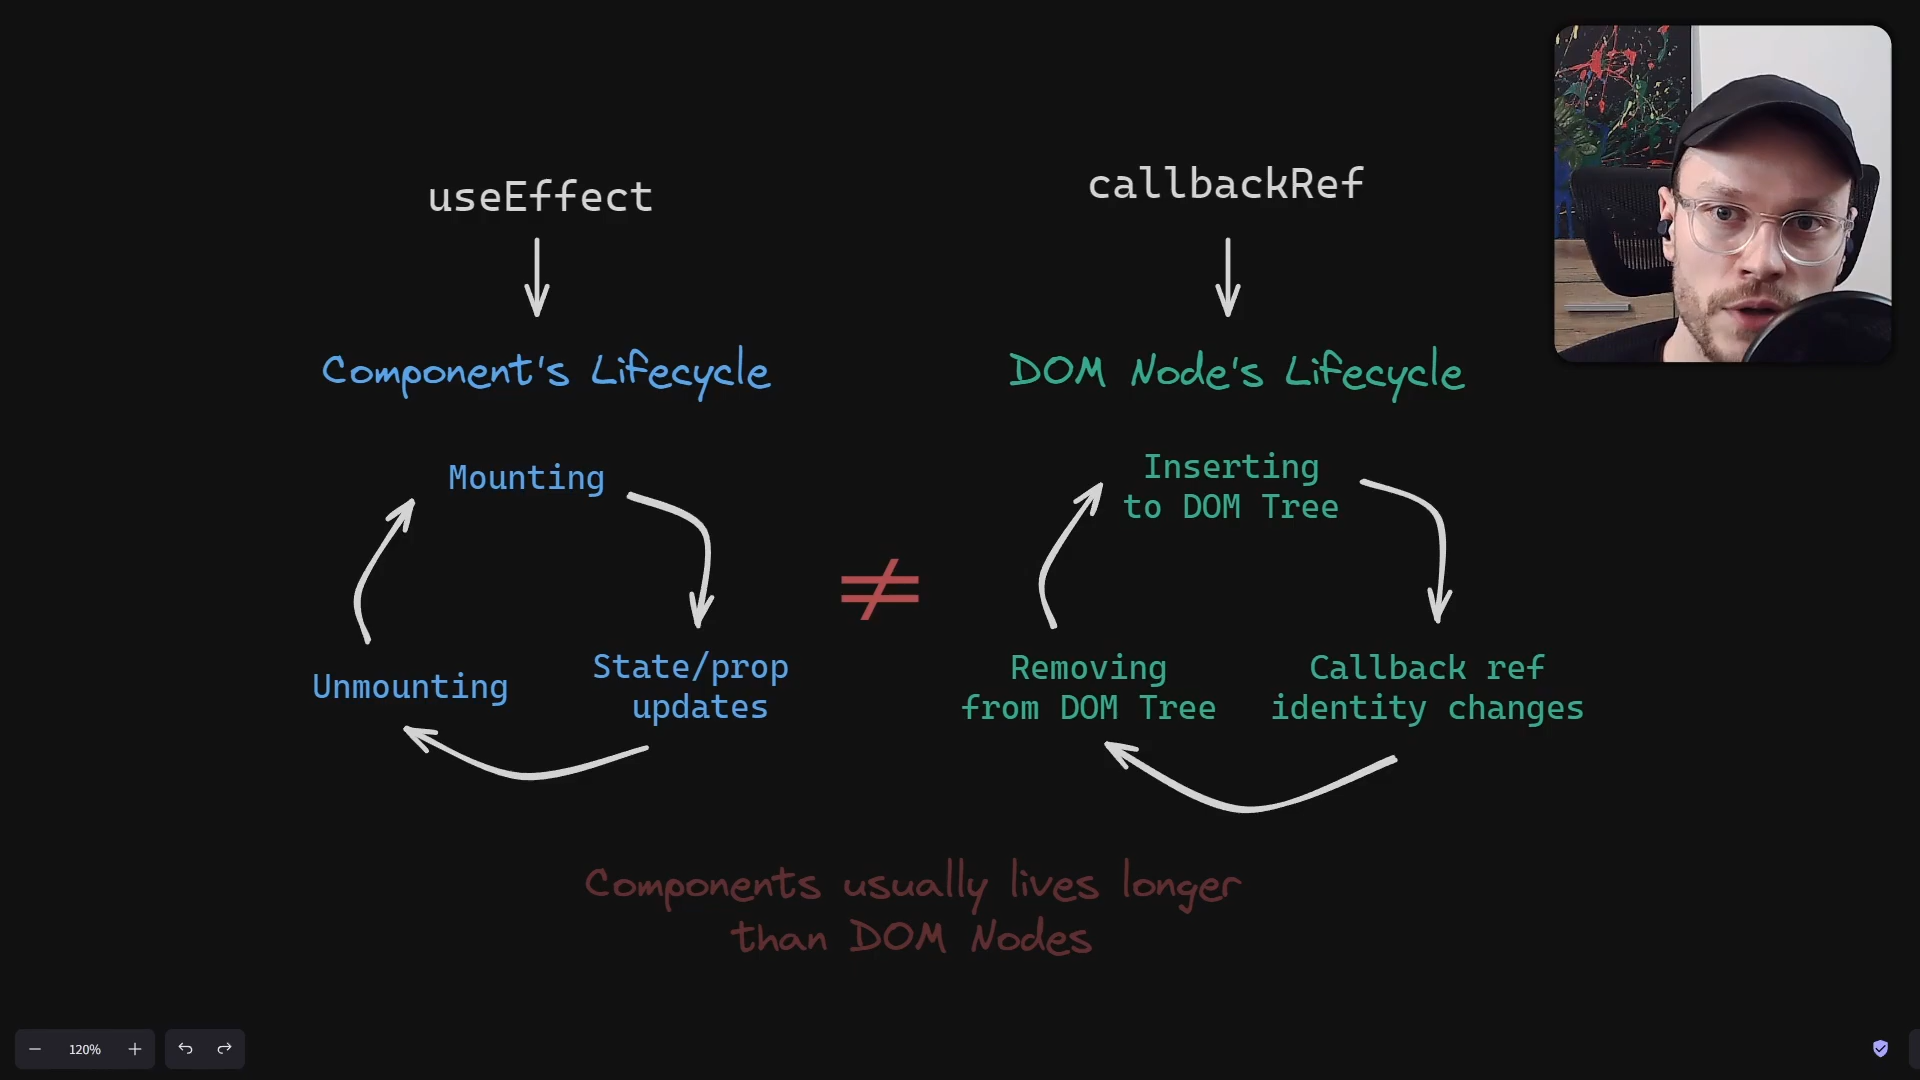 useEffect
callbackRef
Component's Lifecycle
DOM Node's Lifecycle
Mounting
Inserting
to DOM Tree
≠
Unmounting
State/prop
updates
Removing
from DOM Tree
Callback ref
identity changes
Components usually lives longer
than DOM Nodes
120%